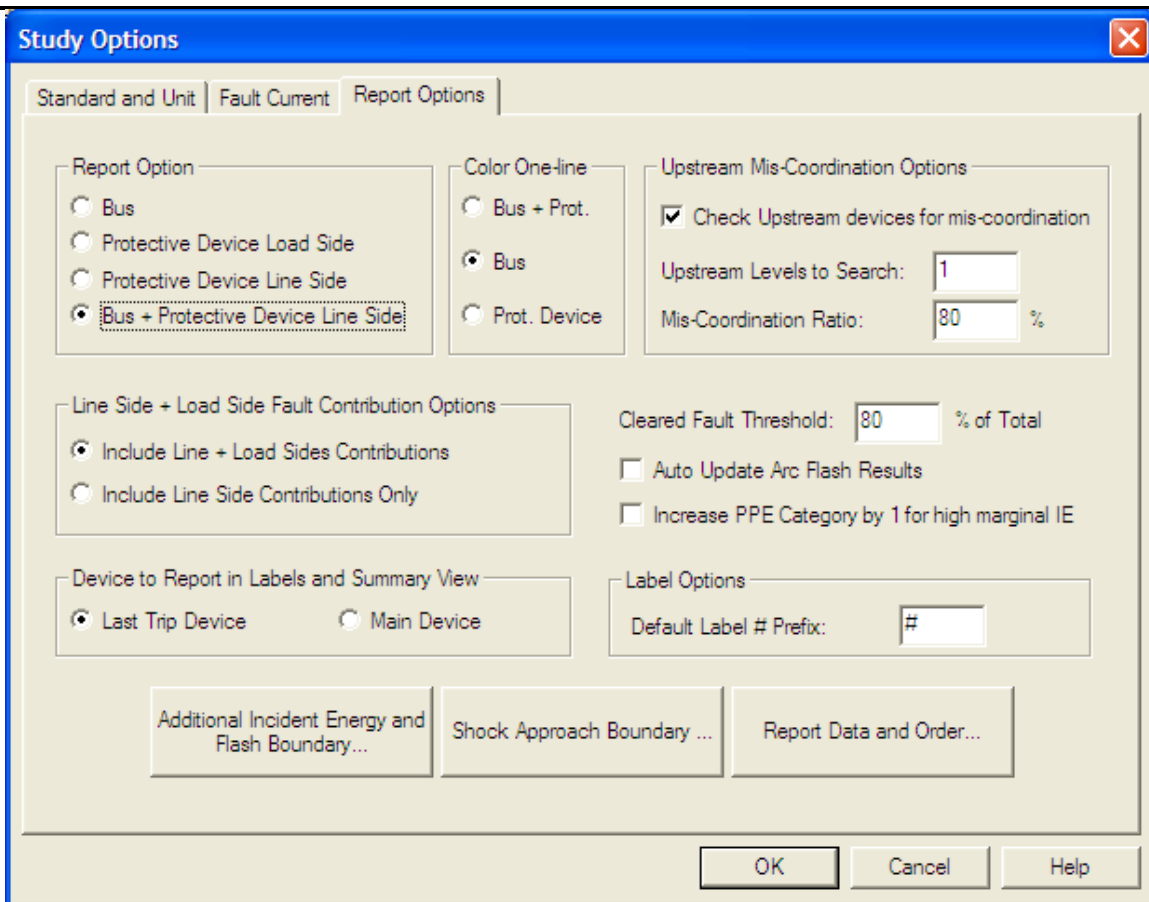 Study Options
Standard and Unit
Fault Current
Report Options
Report Option
Bus
Protective Device Load Side
Protective Device Line Side
Bus + Protective Device Line Side
Color One-line
Bus + Prot.
Bus
Prot. Device
Upstream Mis-Coordination Options
Check Upstream devices for mis-coordination
Upstream Levels to Search: 1
Mis-Coordination Ratio: 80 %
Line Side + Load Side Fault Contribution Options
Include Line + Load Sides Contributions
Include Line Side Contributions Only
Cleared Fault Threshold: 80 % of Total
Auto Update Arc Flash Results
Increase PPE Category by 1 for high marginal IE
Device to Report in Labels and Summary View
Last Trip Device
Main Device
Label Options
Default Label # Prefix: #
Additional Incident Energy and
Flash Boundary...
Shock Approach Boundary ...
Report Data and Order...
OK
Cancel
Help